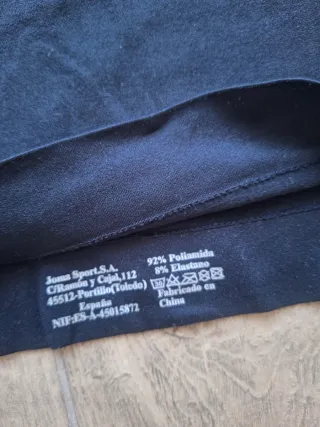 Joma Sport.S.A.
C/Ramón y Cajal,112
45512-Portillo(Toledo)
España
NIF:ES-A-45015872
92% Poliamida
8% Elastano
30
Fabricado en
China